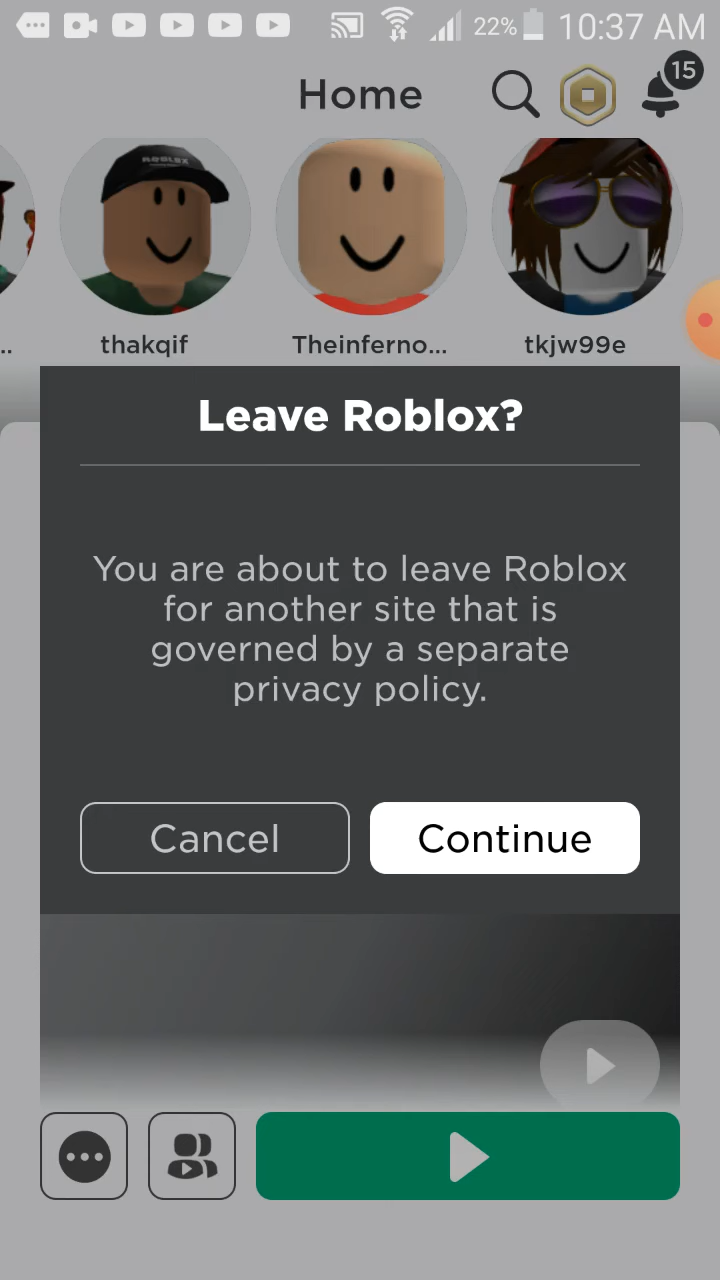 22% 10:37 AM
Home
15
ROBLOX
..
thakqif
Theinferno...
tkjw99e
Leave Roblox?
You are about to leave Roblox
for another site that is
governed by a separate
privacy policy.
Cancel
Continue